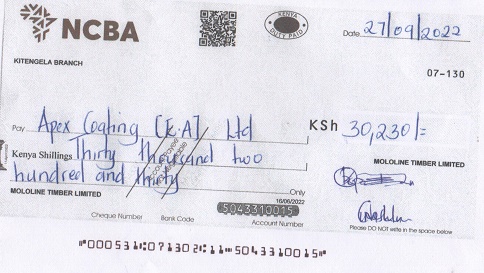 NCBA
KENYA
DUTY PAID
Date 27/09/2022
KITENGELA BRANCH
07-130
Pay Apex Coating [E.A] Ltd
KSh 30,230/=
Kenya Shillings Thirty thousand two
hundred and thirty
Only
MOLOLINE TIMBER LIMITED
MOLOLINE TIMBER LIMITED
16/06/2022
5043310015
Cheque Number Bank Code Account Number
Please DO NOT write in the space below
"000531:071302:11"5043310015"